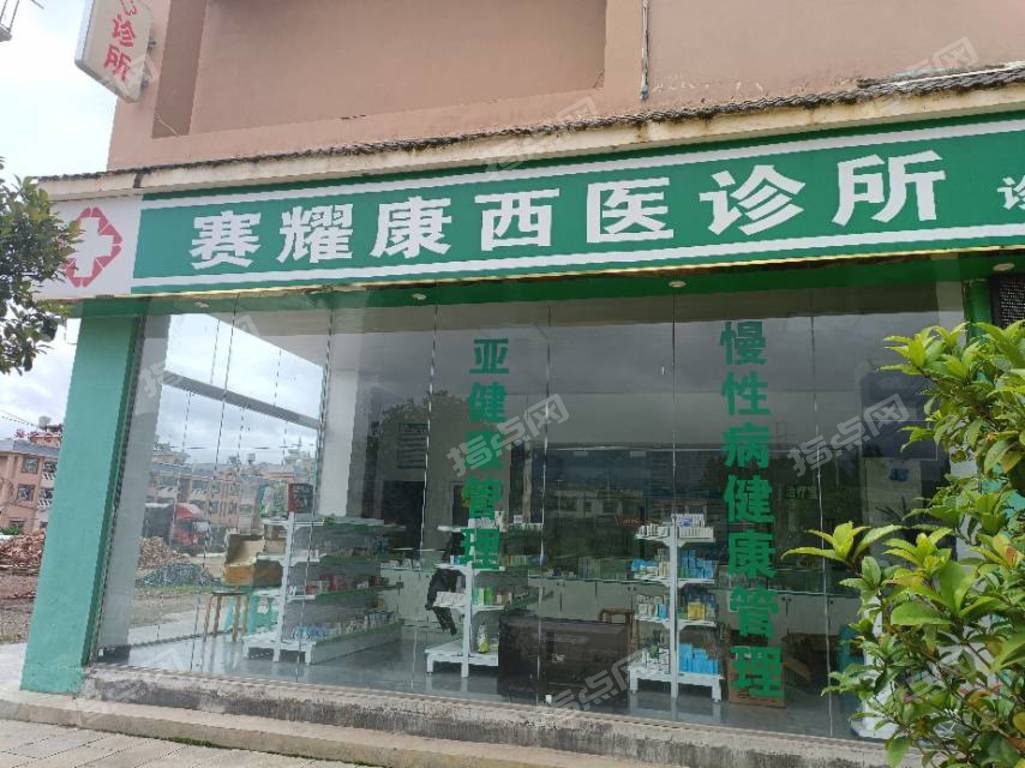 诊所
赛耀康西医诊所
诊
亚健康管理
慢性病健康管理
指点网